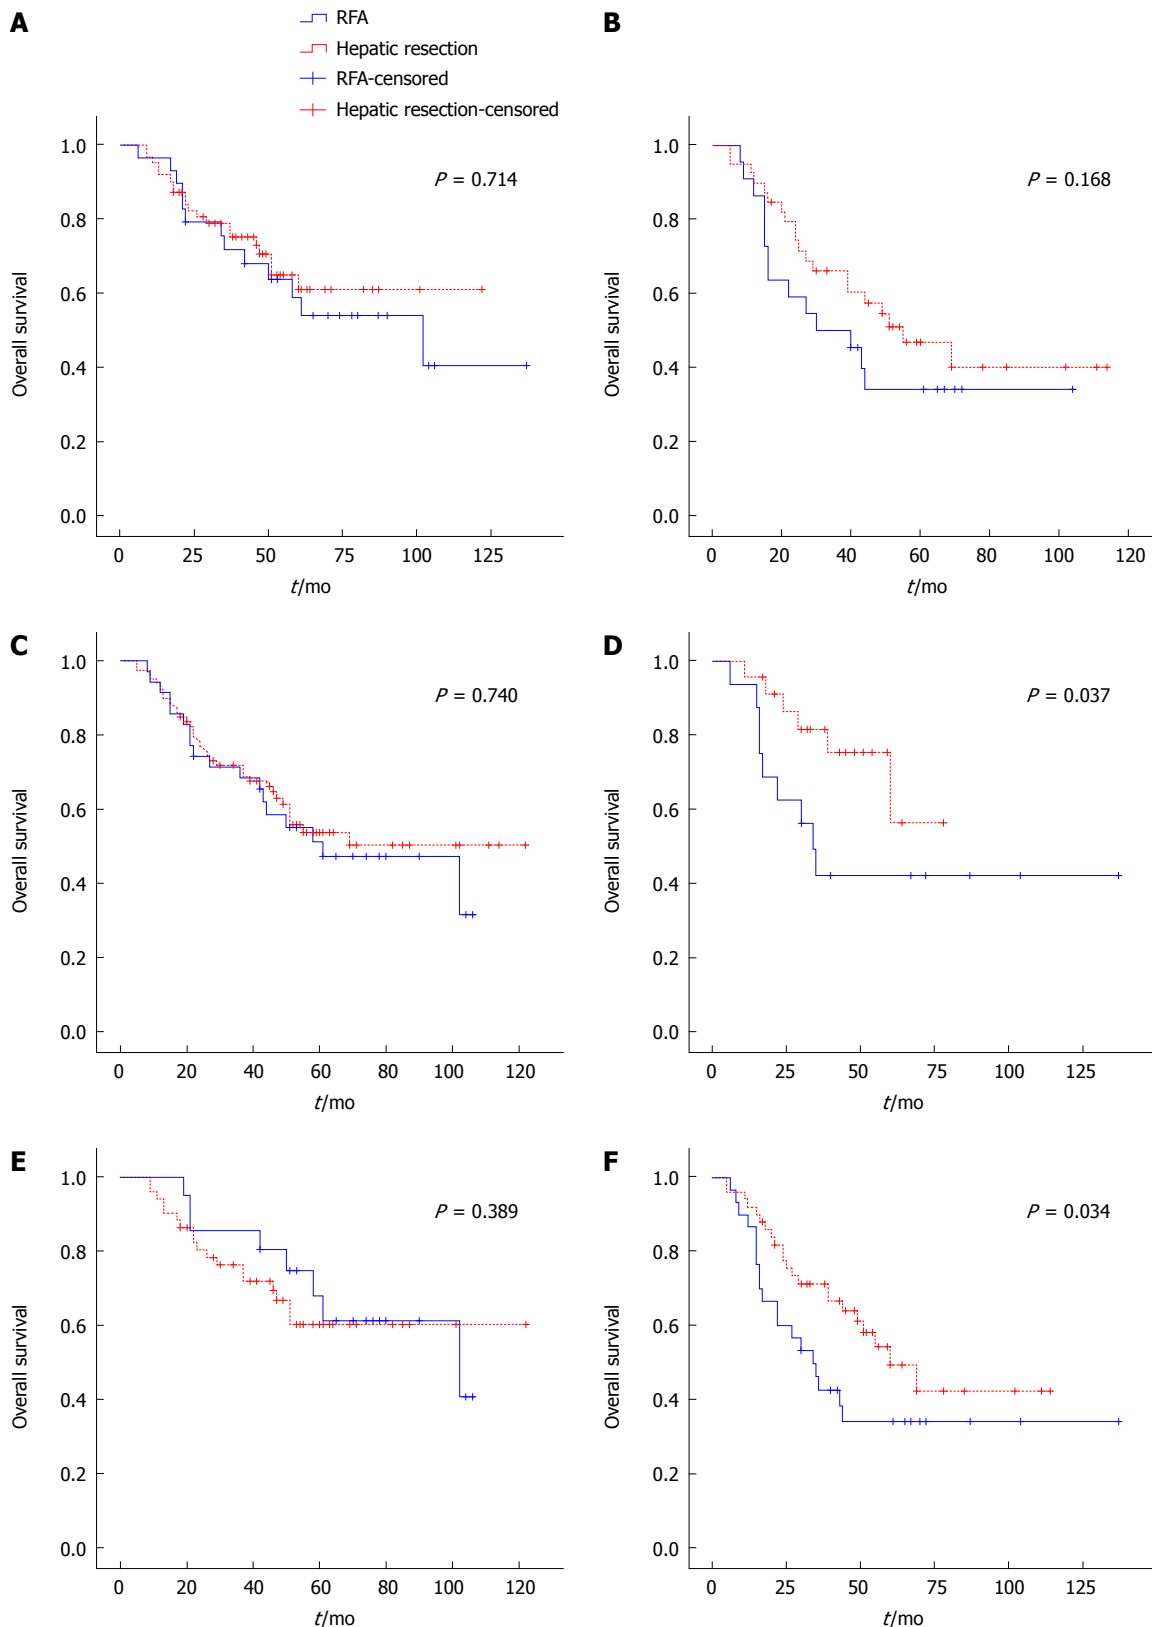 A
RFA
Hepatic resection
RFA-censored
Hepatic resection-censored
1.0
0.8
0.6
0.4
0.2
0.0
Overall survival
P = 0.714
0 25 50 75 100 125
t/mo
B
1.0
0.8
0.6
0.4
0.2
0.0
Overall survival
P = 0.168
0 20 40 60 80 100 120
t/mo
C
1.0
0.8
0.6
0.4
0.2
0.0
Overall survival
P = 0.740
0 20 40 60 80 100 120
t/mo
D
1.0
0.8
0.6
0.4
0.2
0.0
Overall survival
P = 0.037
0 25 50 75 100 125
t/mo
E
1.0
0.8
0.6
0.4
0.2
0.0
Overall survival
P = 0.389
0 20 40 60 80 100 120
t/mo
F
1.0
0.8
0.6
0.4
0.2
0.0
Overall survival
P = 0.034
0 25 50 75 100 125
t/mo